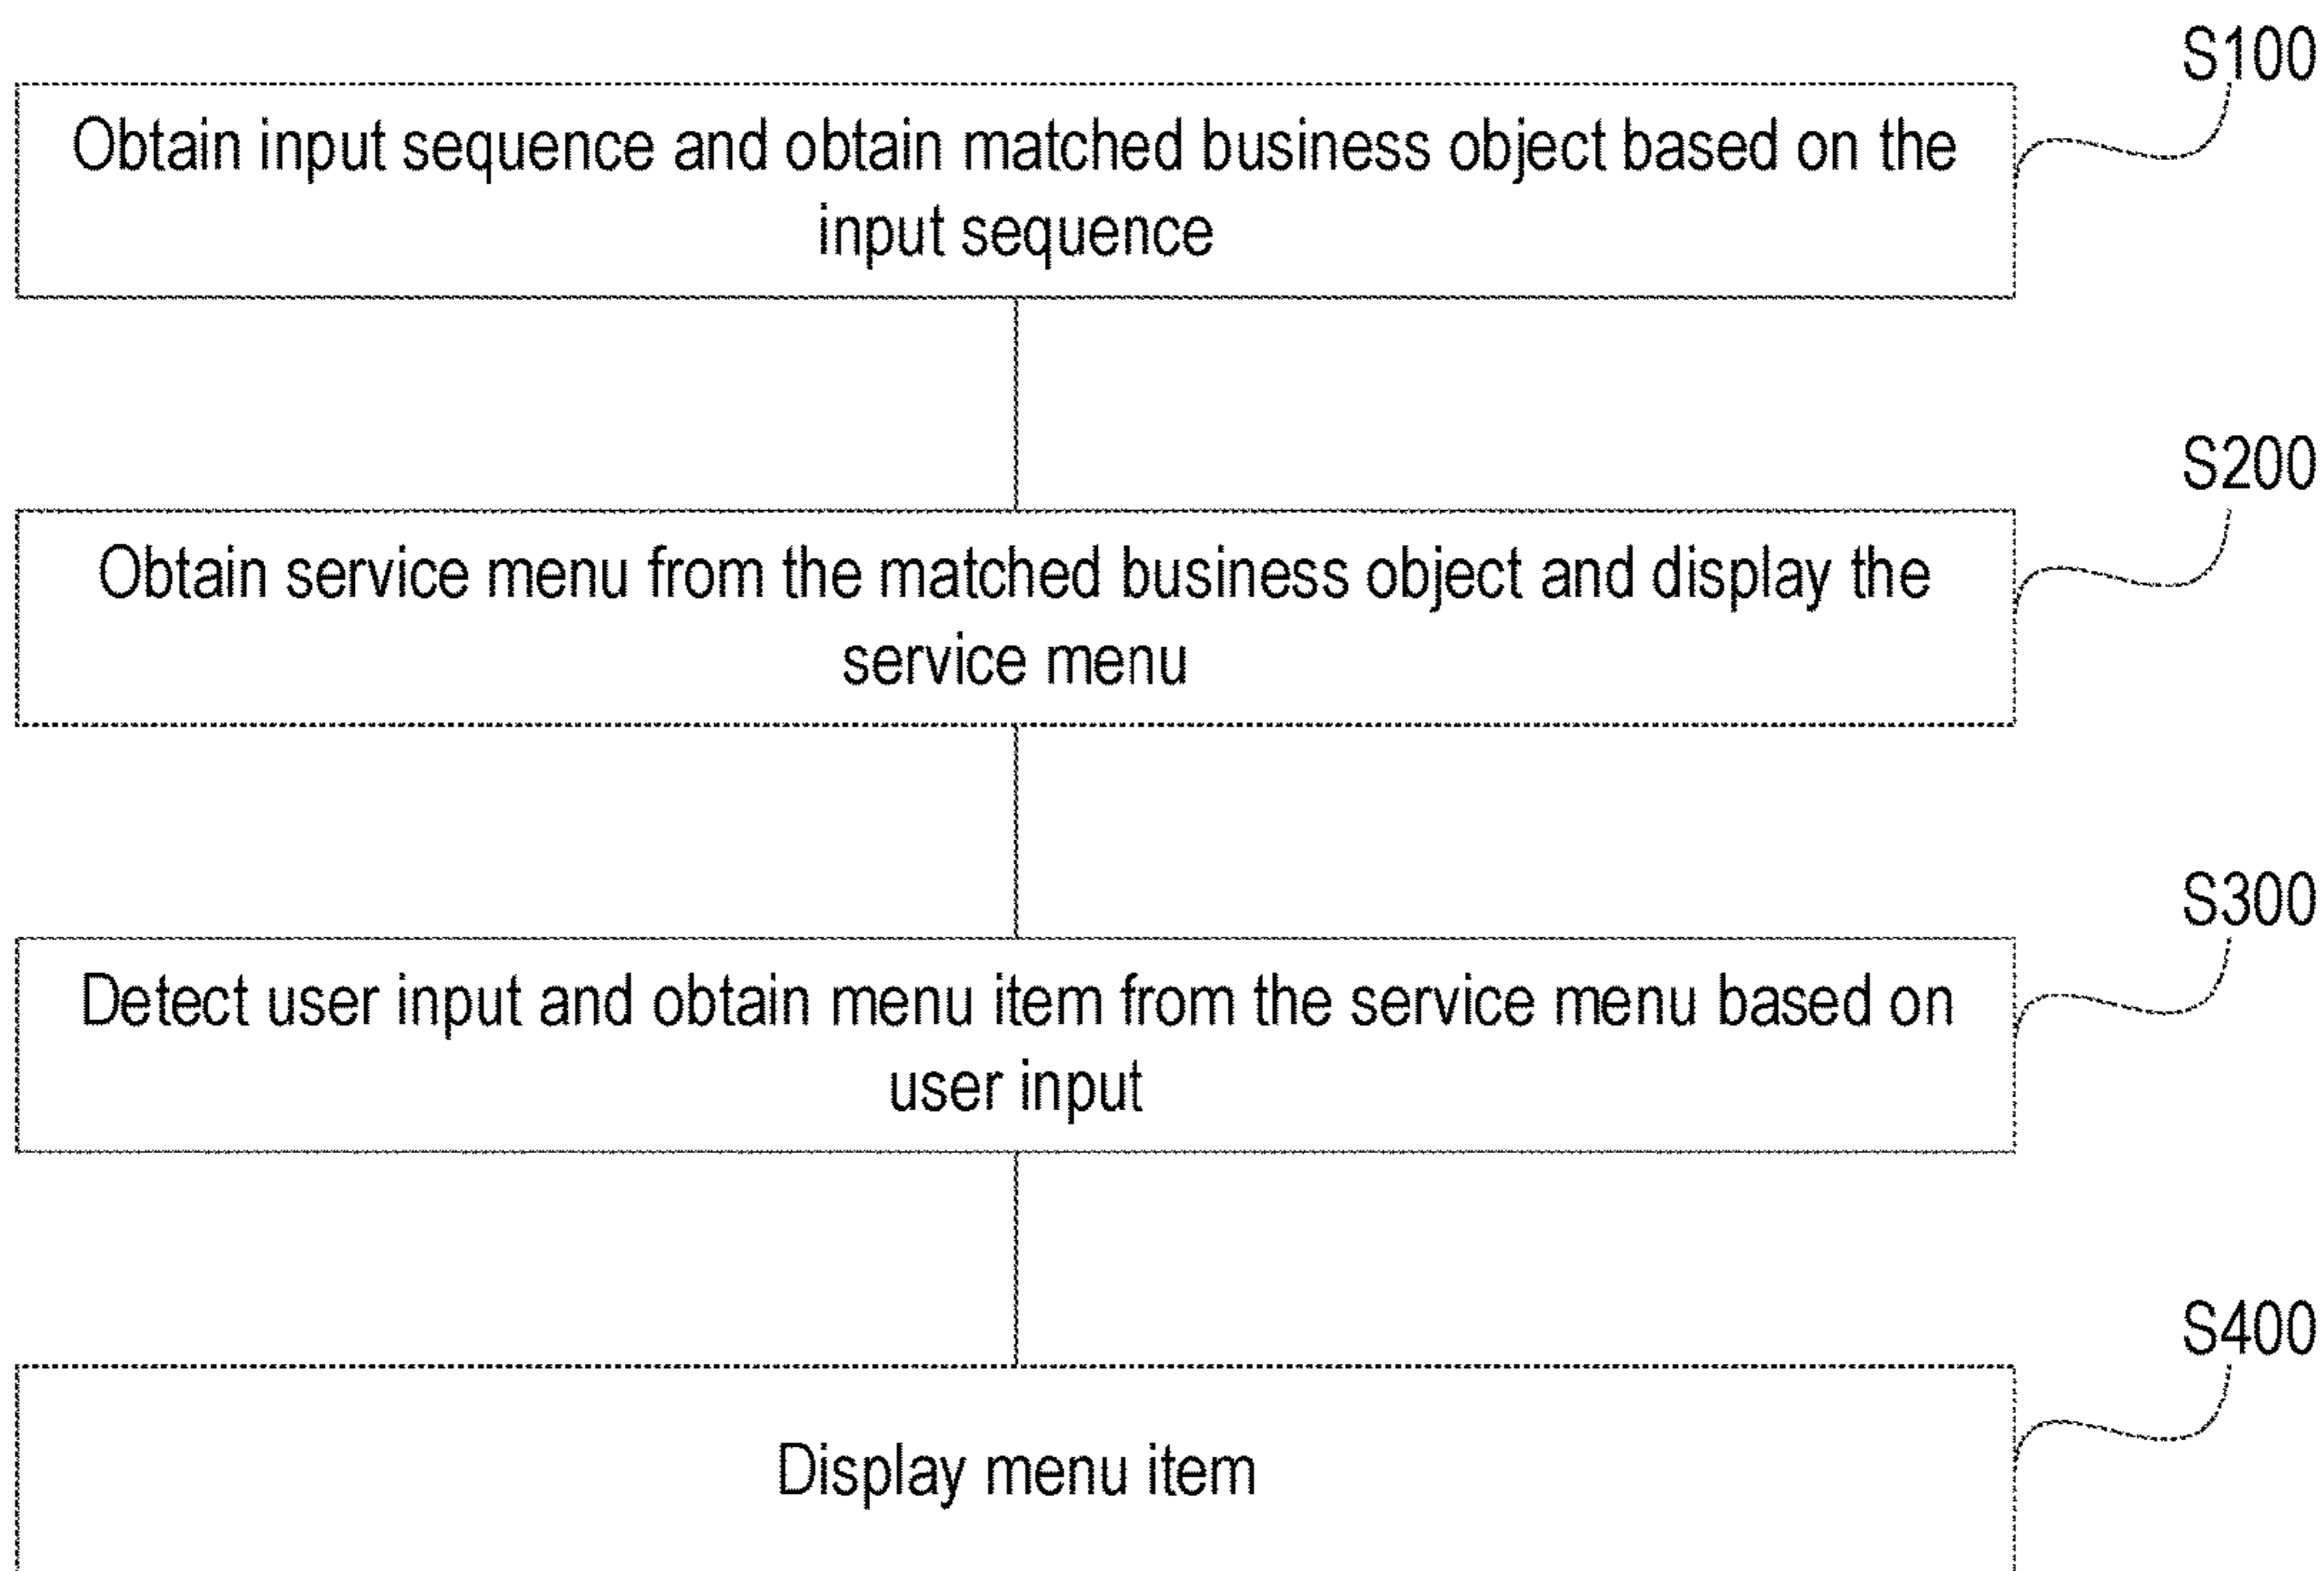 S100
Obtain input sequence and obtain matched business object based on the
input sequence
S200
Obtain service menu from the matched business object and display the
service menu
S300
Detect user input and obtain menu item from the service menu based on
user input
S400
Display menu item